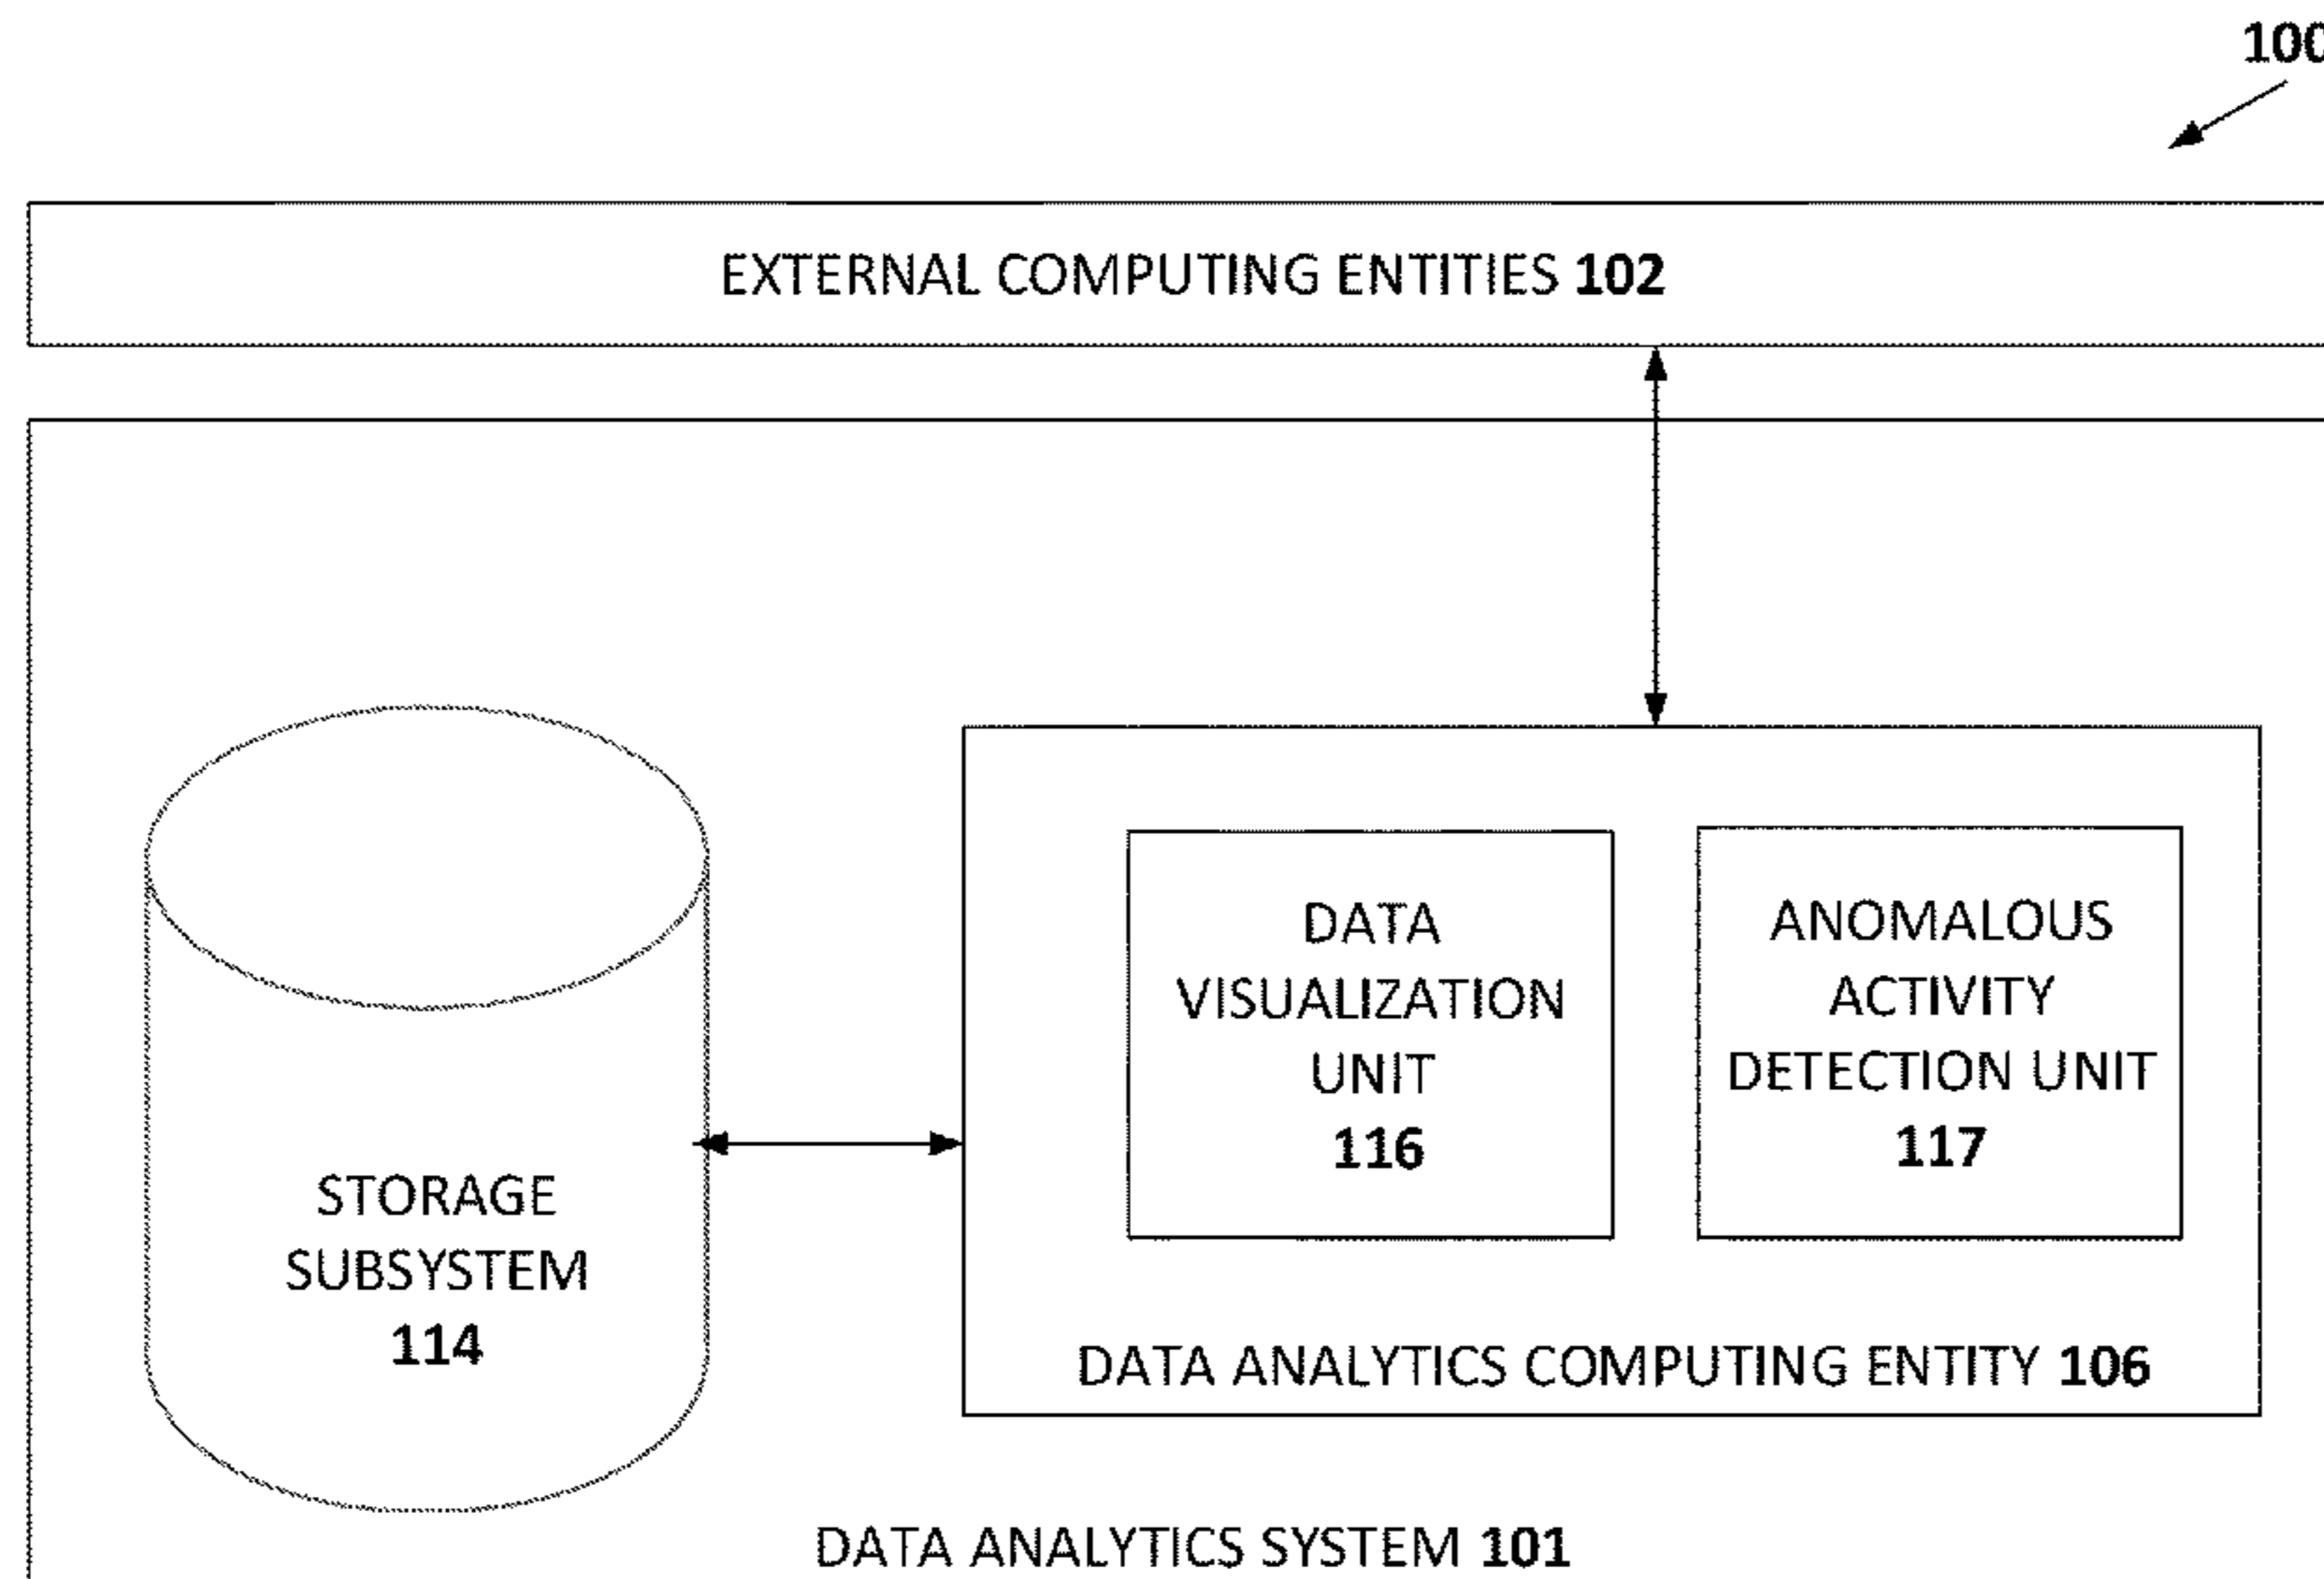 100
EXTERNAL COMPUTING ENTITIES 102
DATA
VISUALIZATION
UNIT
116
ANOMALOUS
ACTIVITY
DETECTION UNIT
117
STORAGE
SUBSYSTEM
114
DATA ANALYTICS COMPUTING ENTITY 106
DATA ANALYTICS SYSTEM 101